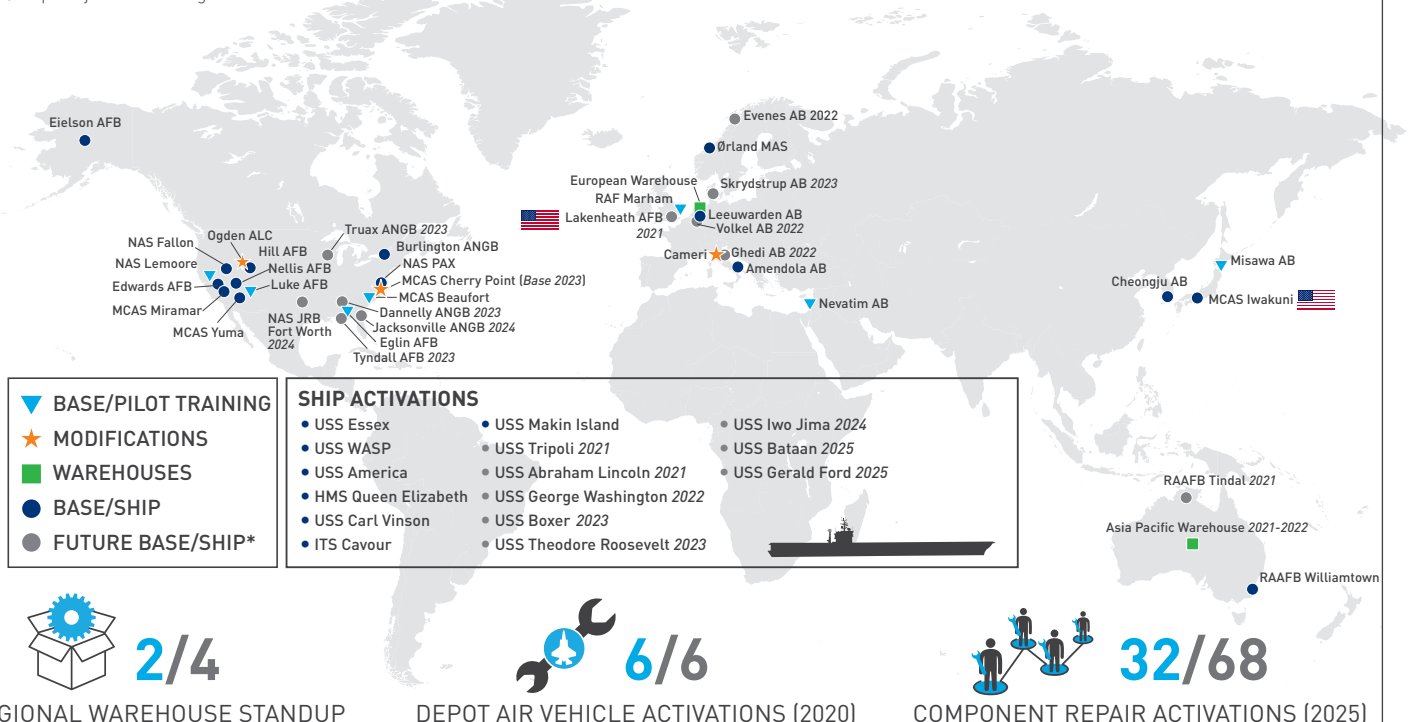 Eielson AFB
Evenes AB 2022
Ørland MAS
European Warehouse
Skrydstrup AB 2023
RAF Marham
Lakenheath AFB
2021
Leeuwarden AB
Volkel AB 2022
Cameri
Ghedi AB 2022
Amendola AB
Nevatim AB
Misawa AB
Cheongju AB
MCAS Iwakuni
Truax ANGB 2023
Burlington ANGB
Ogden ALC
NAS Fallon
Hill AFB
NAS PAX
NAS Lemoore
Nellis AFB
MCAS Cherry Point (Base 2023)
Edwards AFB
Luke AFB
MCAS Beaufort
MCAS Miramar
Dannelly ANGB 2023
NAS JRB
Fort Worth
2024
Jacksonville ANGB 2024
MCAS Yuma
Eglin AFB
Tyndall AFB 2023
BASE/PILOT TRAINING
MODIFICATIONS
WAREHOUSES
BASE/SHIP
FUTURE BASE/SHIP*
SHIP ACTIVATIONS
USS Essex
USS WASP
USS America
HMS Queen Elizabeth
USS Carl Vinson
ITS Cavour
USS Makin Island
USS Tripoli 2021
USS Abraham Lincoln 2021
USS George Washington 2022
USS Boxer 2023
USS Theodore Roosevelt 2023
USS Iwo Jima 2024
USS Bataan 2025
USS Gerald Ford 2025
RAAFB Tindal 2021
Asia Pacific Warehouse 2021-2022
RAAFB Williamtown
2/4
GIONAL WAREHOUSE STANDUP
6/6
DEPOT AIR VEHICLE ACTIVATIONS (2020)
32/68
COMPONENT REPAIR ACTIVATIONS (2025)